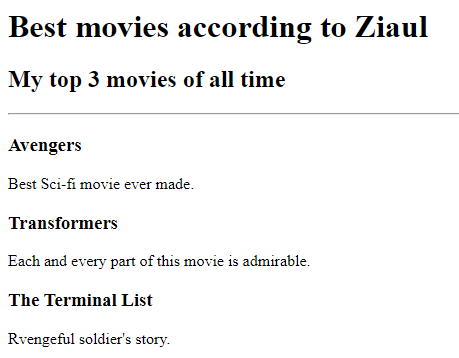 Best movies according to Ziaul
My top 3 movies of all time
Avengers
Best Sci-fi movie ever made.
Transformers
Each and every part of this movie is admirable.
The Terminal List
Rvengeful soldier's story.